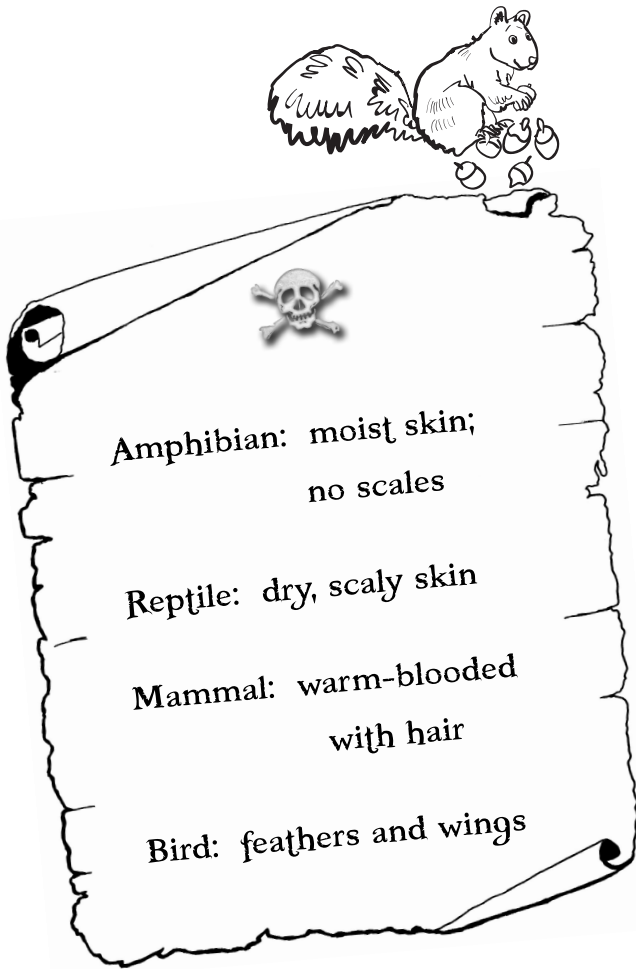 Amphibian: moist skin;
no scales
Reptile: dry, scaly skin
Mammal: warm-blooded
with hair
Bird: feathers and wings